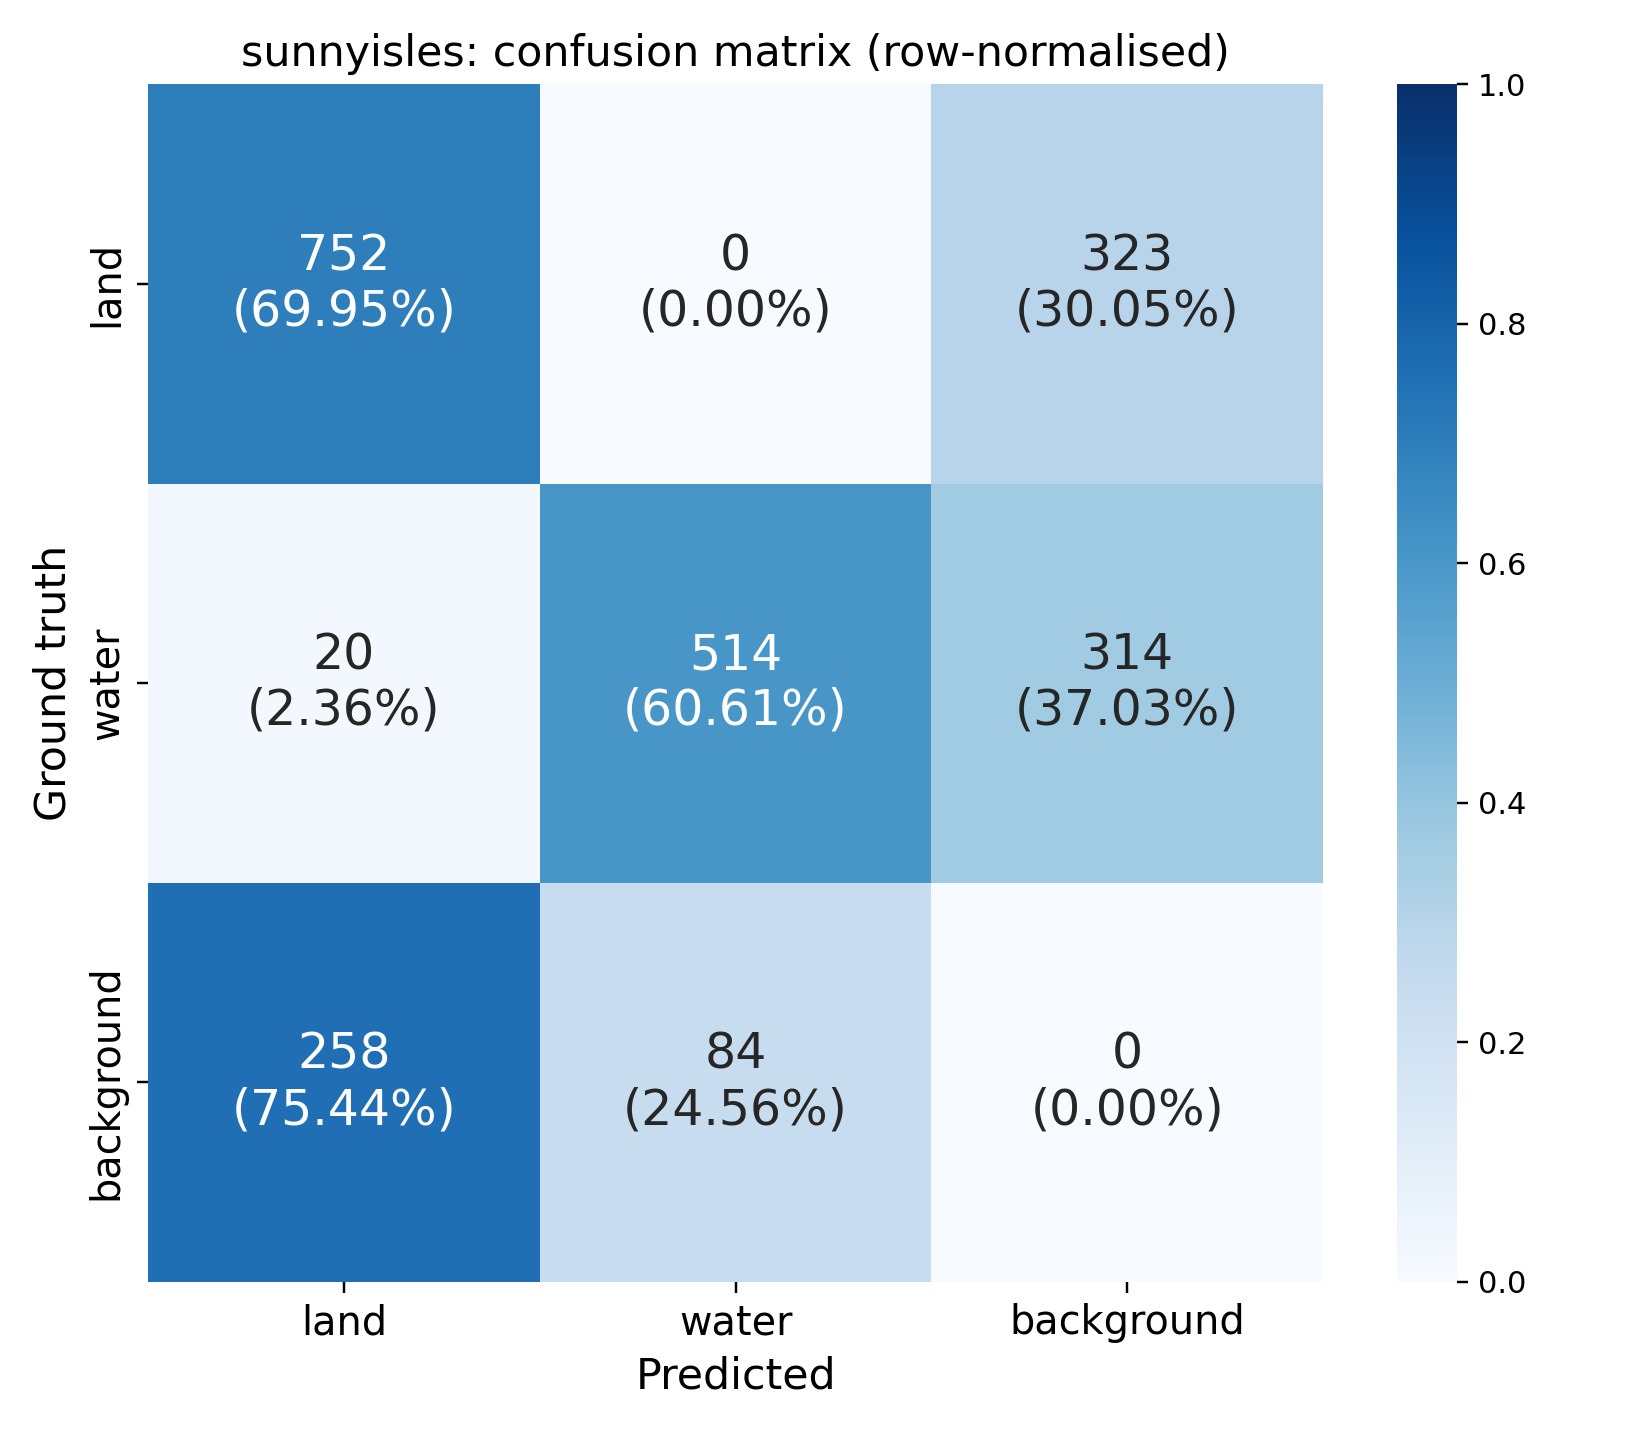 sunnyisles: confusion matrix (row-normalised)
Ground truth
land
752
(69.95%)
0
(0.00%)
323
(30.05%)
water
20
(2.36%)
514
(60.61%)
314
(37.03%)
background
258
(75.44%)
84
(24.56%)
0
(0.00%)
land
water
background
Predicted
1.0
0.8
0.6
0.4
0.2
0.0